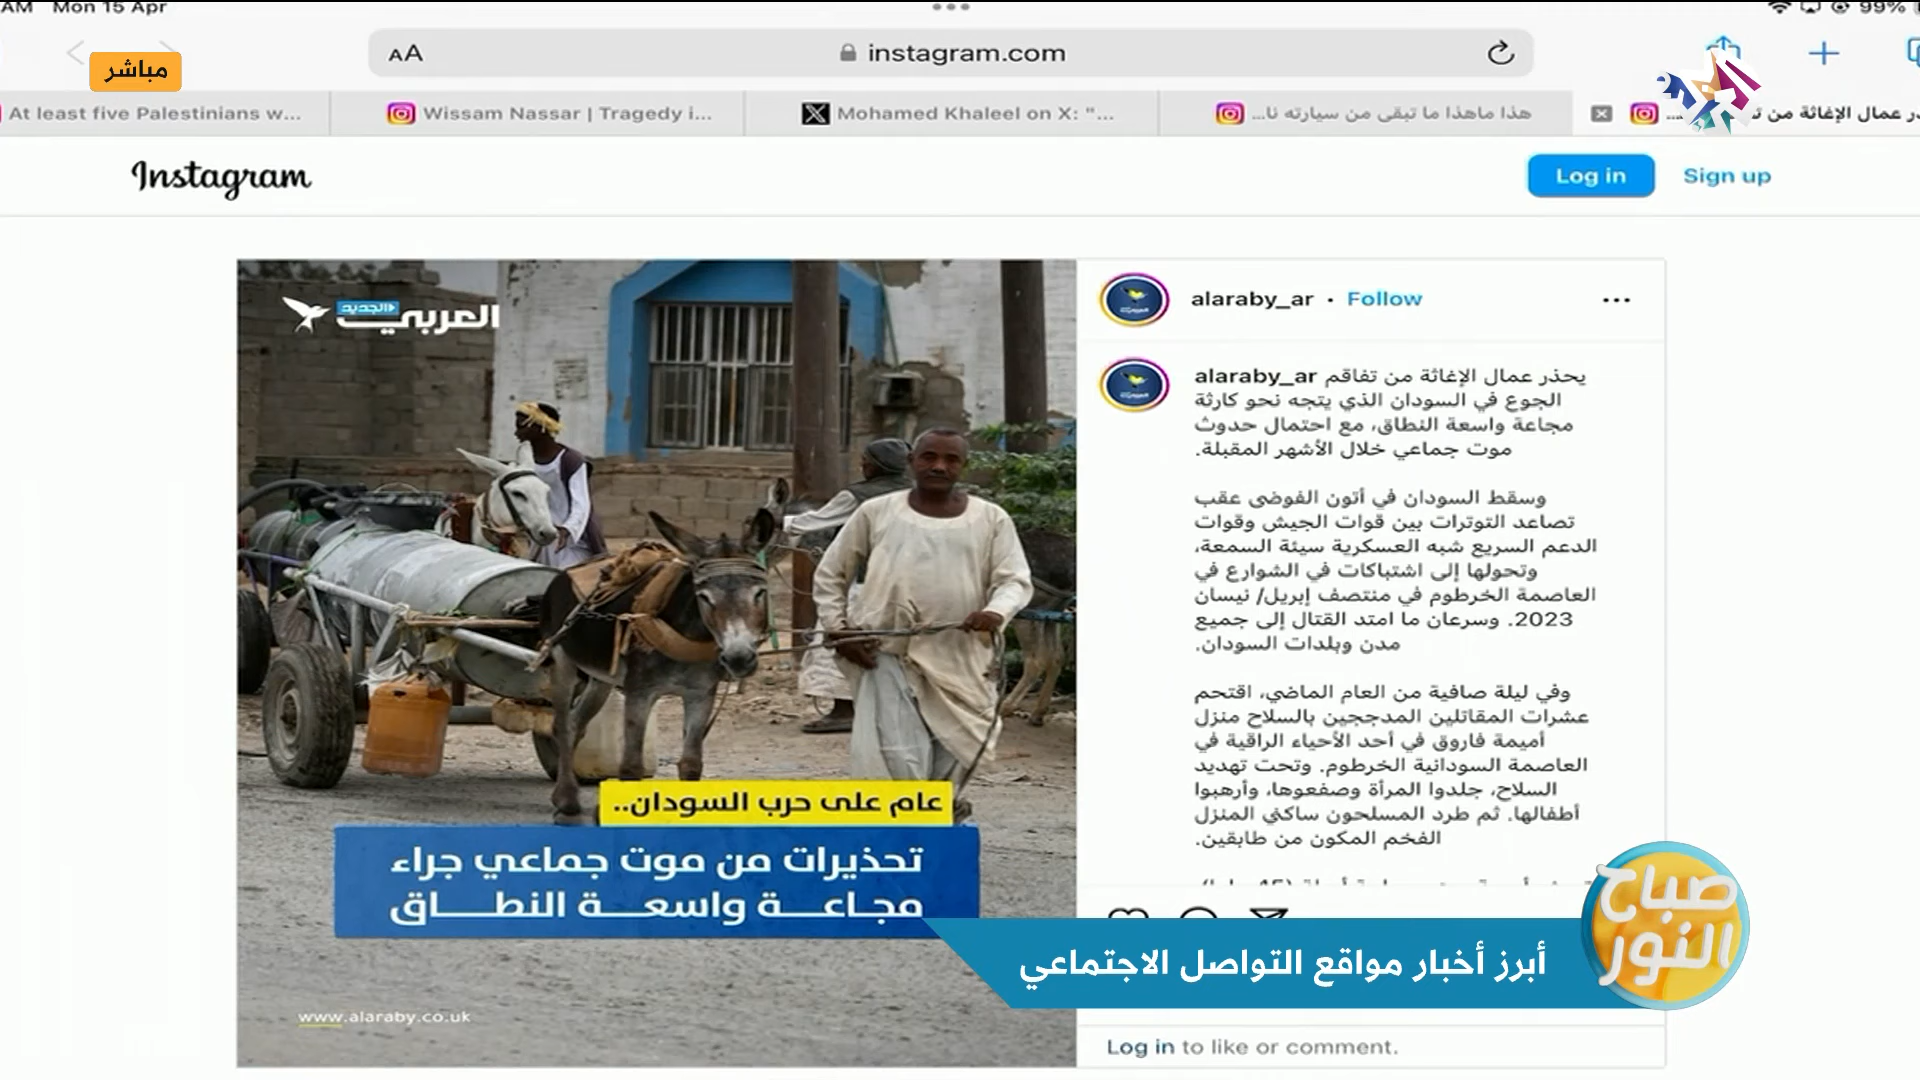 AM Mon 15 Apr
99%
مباشر
AA
instagram.com
At least five Palestinians w...
Wissam Nassar | Tragedy i...
Mohamed Khaleel on X: "...
هذا ماهذا ما تبقى من سيارته نا...
در عمال الإغاثة من ت
Instagram
Log in
Sign up
العربي
الجديد
alaraby_ar • Follow
alaraby_ar يحذر عمال الإغاثة من تفاقم
الجوع في السودان الذي يتجه نحو كارثة
مجاعة واسعة النطاق، مع احتمال حدوث
موت جماعي خلال الأشهر المقبلة.
وسقط السودان في أتون الفوضى عقب
تصاعد التوترات بين قوات الجيش وقوات
الدعم السريع شبه العسكرية سيئة السمعة،
وتحولها إلى اشتباكات في الشوارع في
العاصمة الخرطوم في منتصف إبريل/ نيسان
2023. وسرعان ما امتد القتال إلى جميع
مدن وبلدات السودان.
وفي ليلة صافية من العام الماضي، اقتحم
عشرات المقاتلين المدججين بالسلاح منزل
أميمة فاروق في أحد الأحياء الراقية في
العاصمة السودانية الخرطوم. وتحت تهديد
السلاح، جلدوا المرأة وصفعوها، وأرهبوا
أطفالها. ثم طرد المسلحون ساكني المنزل
الفخم المكون من طابقين.
عام على حرب السودان..
تحذيرات من موت جماعي جراء
مجـاعـــة واسعـــة النطـــاق
www.alaraby.co.uk
صباح
النور
أبرز أخبار مواقع التواصل الاجتماعي
Log in to like or comment.